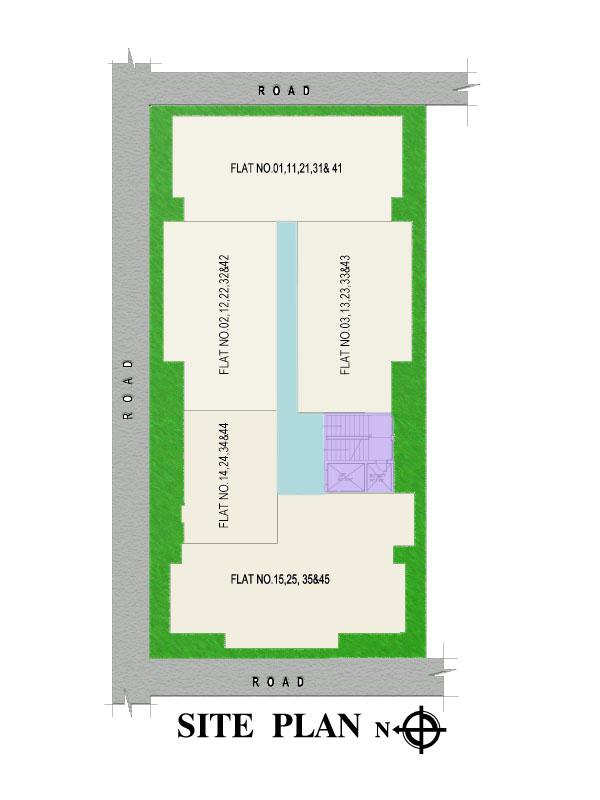 ROAD
FLAT NO.01,11,21,31& 41
FLAT NO.02,12,22,32&42
FLAT NO.03,13,23,33&43
ROAD
FLAT NO.14,24,34&44
FLAT NO.15,25, 35&45
ROAD
SITE PLAN N